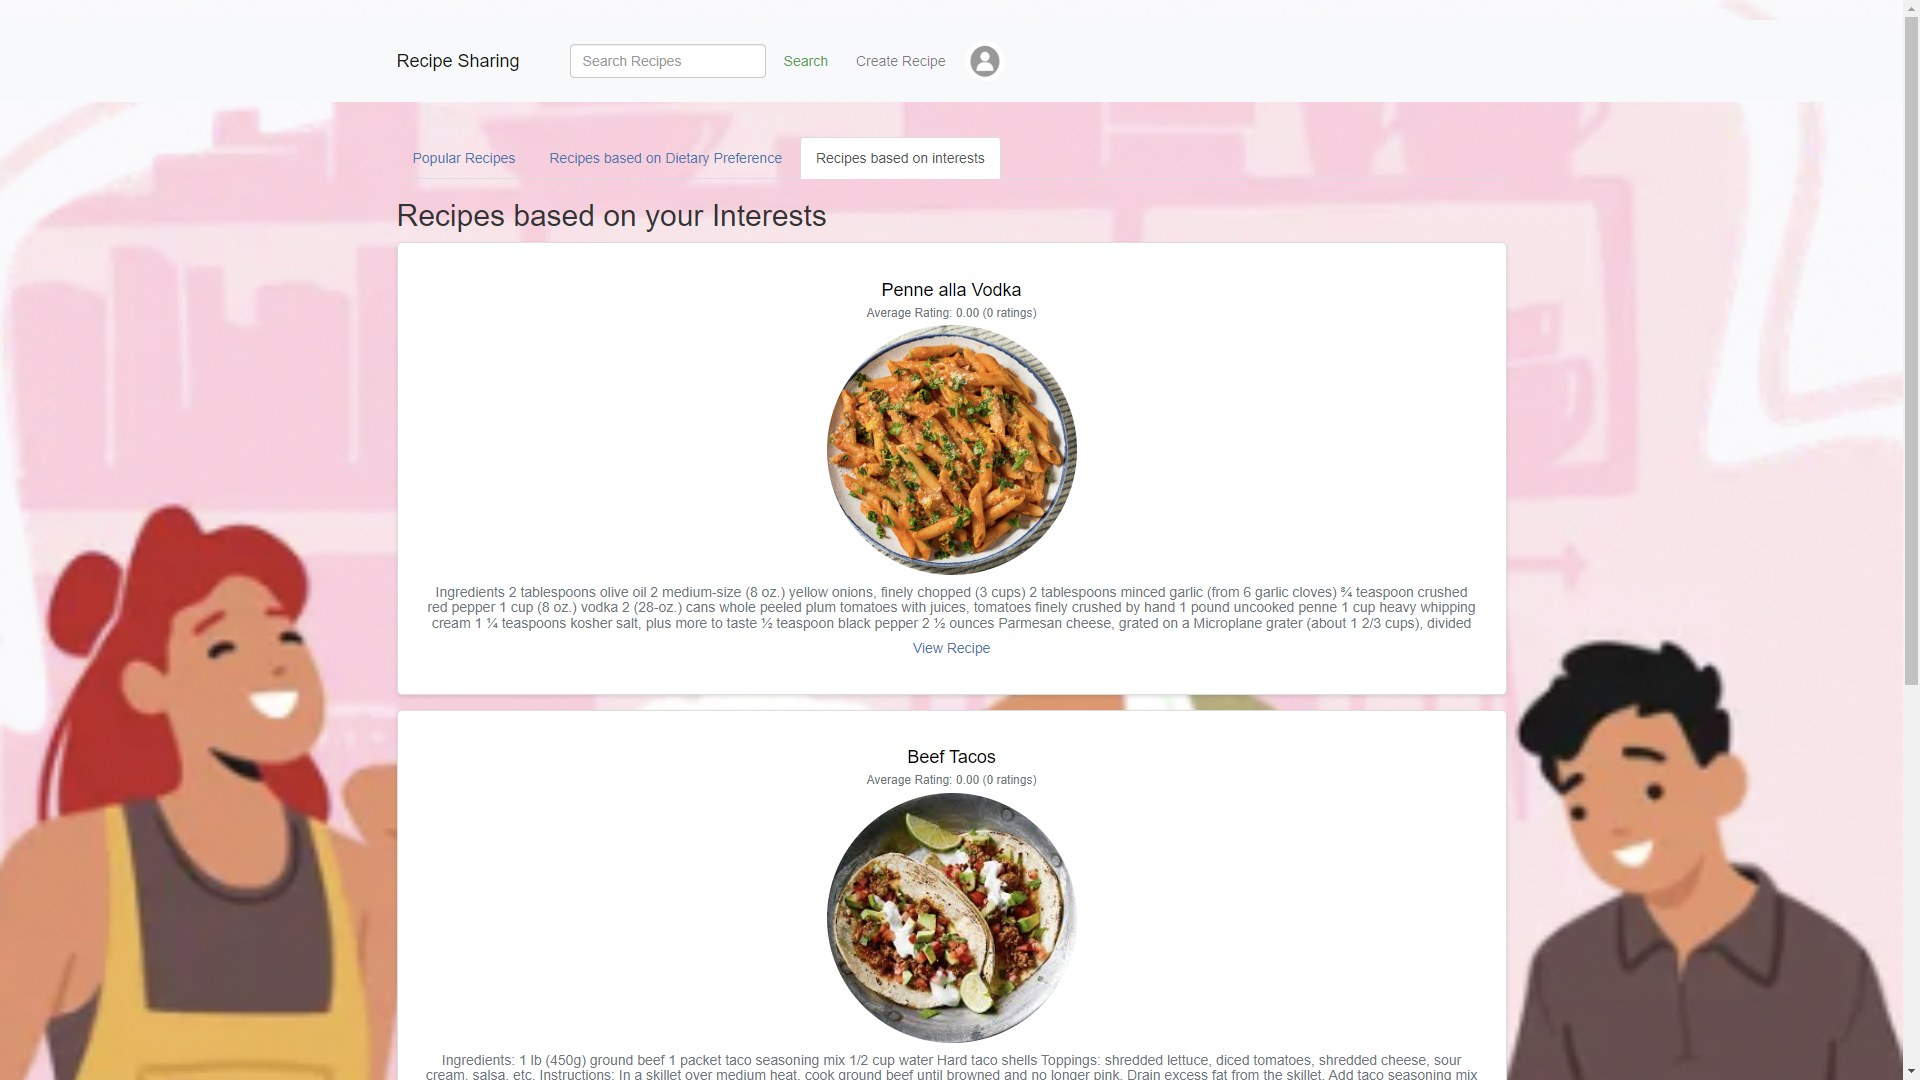 Recipe Sharing
Search Recipes
Search
Create Recipe
Popular Recipes
Recipes based on Dietary Preference
Recipes based on interests
Recipes based on your Interests
Penne alla Vodka
Average Rating: 0.00 (0 ratings)
Ingredients 2 tablespoons olive oil 2 medium-size (8 oz.) yellow onions, finely chopped (3 cups) 2 tablespoons minced garlic (from 6 garlic cloves) ¾ teaspoon crushed
red pepper 1 cup (8 oz.) vodka 2 (28-oz.) cans whole peeled plum tomatoes with juices, tomatoes finely crushed by hand 1 pound uncooked penne 1 cup heavy whipping
cream 1 ¼ teaspoons kosher salt, plus more to taste ½ teaspoon black pepper 2 ½ ounces Parmesan cheese, grated on a Microplane grater (about 1 2/3 cups), divided
View Recipe
Beef Tacos
Average Rating: 0.00 (0 ratings)
Ingredients: 1 lb (450g) ground beef 1 packet taco seasoning mix 1/2 cup water Hard taco shells Toppings: shredded lettuce, diced tomatoes, shredded cheese, sour
cream, salsa, etc. Instructions: In a skillet over medium heat, cook ground beef until browned and no longer pink. Drain excess fat from the skillet. Add taco seasoning mix